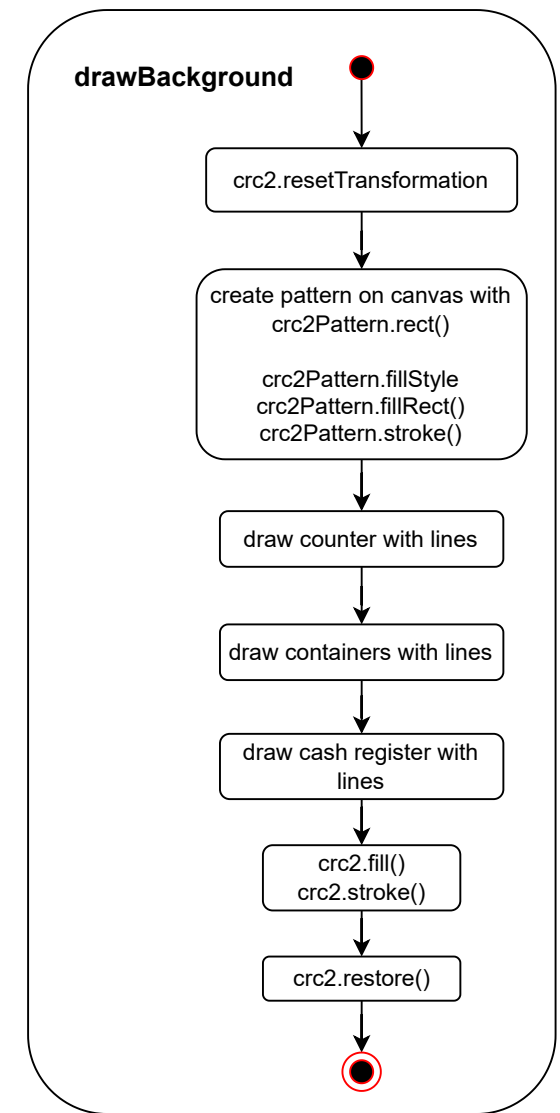 drawBackground
crc2.resetTransformation
create pattern on canvas with
crc2Pattern.rect()
crc2Pattern.fillStyle
crc2Pattern.fillRect()
crc2Pattern.stroke()
draw counter with lines
draw containers with lines
draw cash register with
lines
crc2.fill()
crc2.stroke()
crc2.restore()